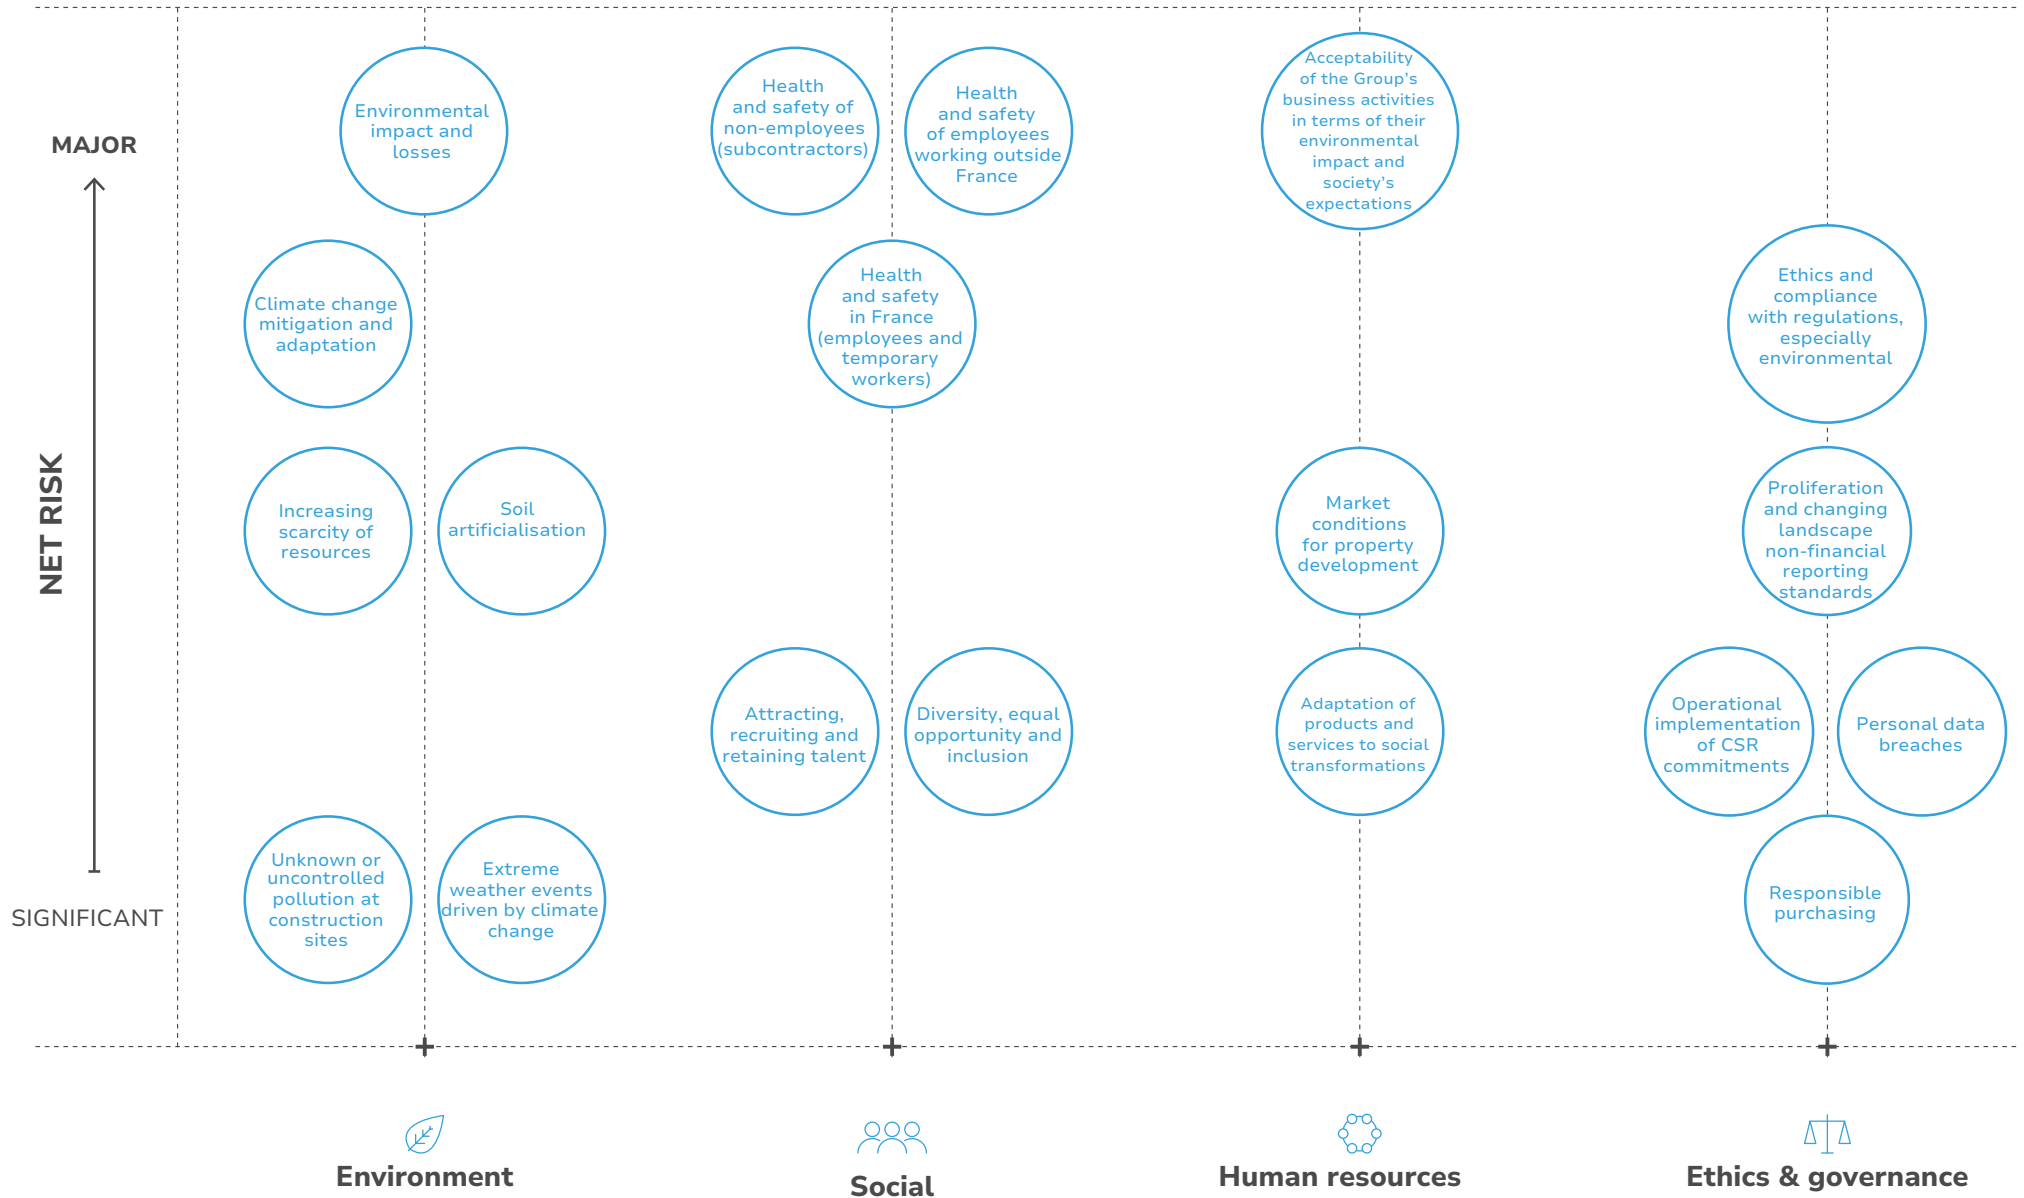 MAJOR
NET RISK
SIGNIFICANT
Environmental
impact and
losses
Climate change
mitigation and
adaptation
Increasing
scarcity of
resources
Soil
artificialisation
Unknown or
uncontrolled
pollution at
construction
sites
Extreme
weather events
driven by climate
change
Environment
Health
and safety of
non-employees
(subcontractors)
Health
and safety
of employees
working outside
France
Health
and safety
in France
(employees and
temporary
workers)
Attracting,
recruiting and
retaining talent
Diversity, equal
opportunity and
inclusion
Social
Acceptability
of the Group's
business activities
in terms of their
environmental
impact and
society's
expectations
Market
conditions
for property
development
Adaptation of
products and
services to social
transformations
Human resources
Ethics and
compliance
with regulations,
especially
environmental
Proliferation
and changing
landscape
non-financial
reporting
standards
Operational
implementation
of CSR
commitments
Personal data
breaches
Responsible
purchasing
Ethics & governance